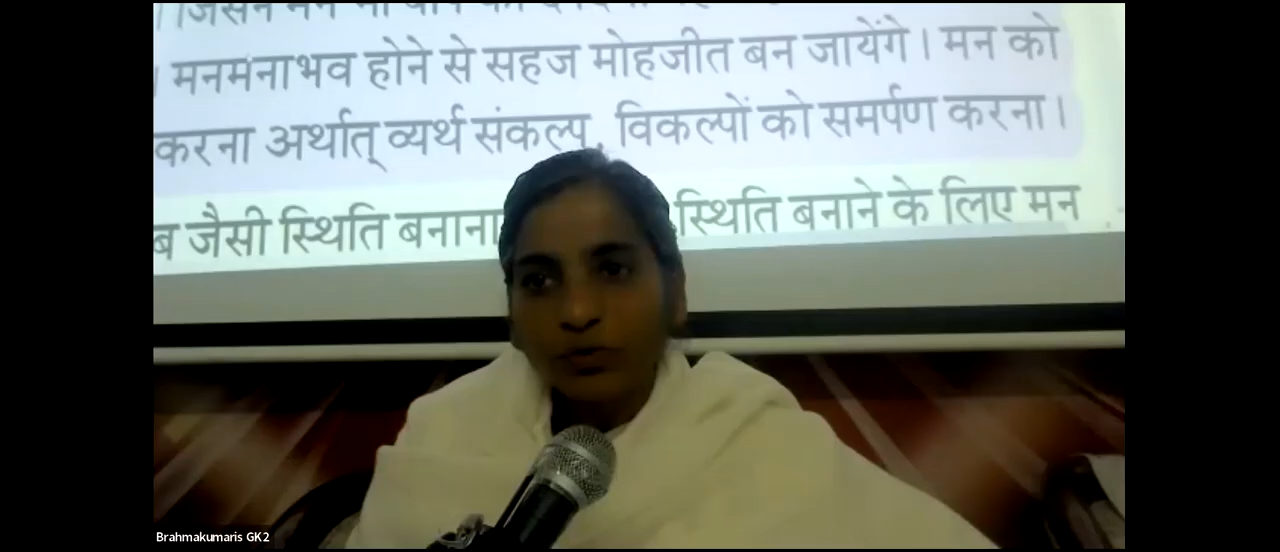 मनमनाभव होने से सहज मोहजीत बन जायेंगे । मन को
करना अर्थात् व्यर्थ संकल्प, विकल्पों को समर्पण करना ।
जैसी स्थिति बनाना स्थिति बनाने के लिए मन
Brahmakumaris GK2